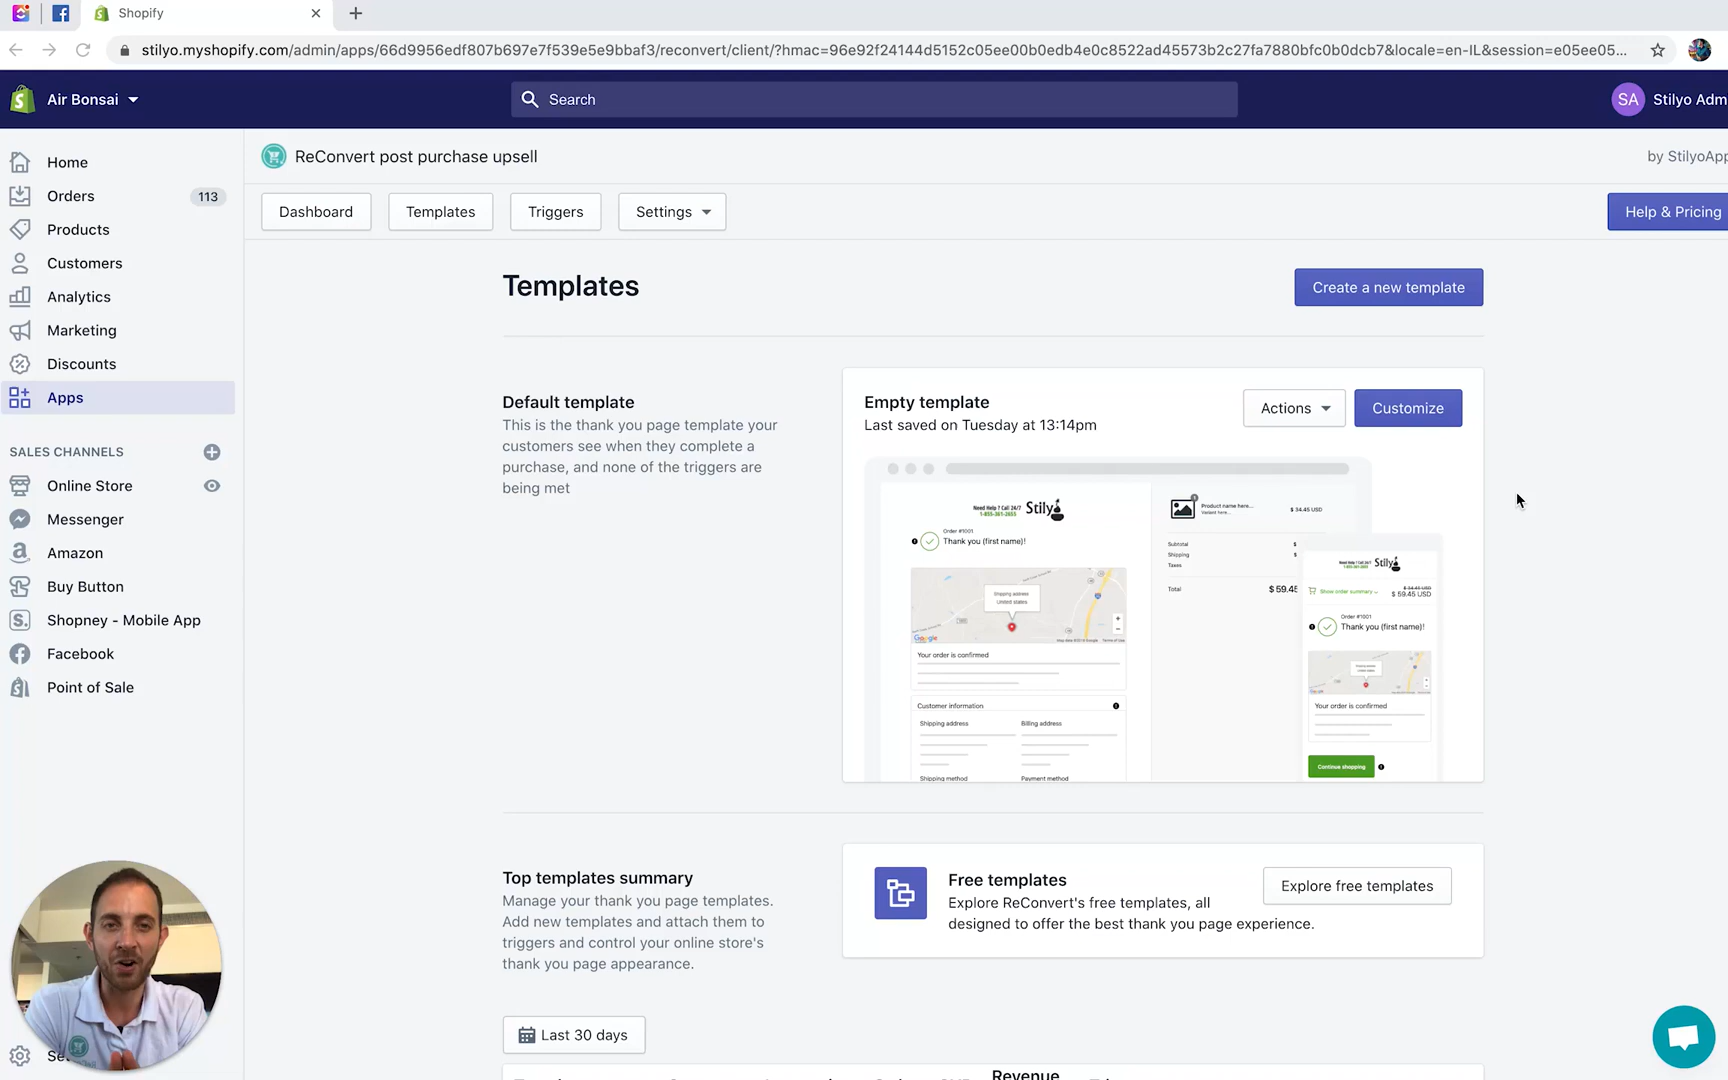 Shopify
stilyo.myshopify.com/admin/apps/66d9956edf807b697e7f539e5e9bbaf3/reconvert/client/?hmac=96e92f24144d5152c05ee00b0edb4e0c8522ad45573b2c27fa7880bfc0b0dcb7&locale=en-IL&session=e05ee05...
Air Bonsai
Search
SA
Stilyo Adm
Home
Orders
113
Products
Customers
Analytics
Marketing
Discounts
Apps
SALES CHANNELS
Online Store
Messenger
Amazon
Buy Button
Shopney - Mobile App
Facebook
Point of Sale
ReConvert post purchase upsell
by StilyoApp
Dashboard
Templates
Triggers
Settings
Help & Pricing
Templates
Create a new template
Default template
This is the thank you page template your
customers see when they complete a
purchase, and none of the triggers are
being met
Empty template
Last saved on Tuesday at 13:14pm
Actions
Customize
Need Help ? Call 24/7
1-855-361-2655
Stilyo
Order #1001
Thank you (first name)!
Shipping address
United states
Google
Your order is confirmed
Customer information
Shipping address
Billing address
Shipping method
Payment method
Product name here...
Variant here...
$ 34.45 USD
Subtotal
$
Shipping
$
Taxes
Total
$ 59.45
Stily
Show order summary
$ 34.45 USD
$ 59.45 USD
Order #1001
Thank you (first name)!
Your order is confirmed
Continue shopping
Top templates summary
Manage your thank you page templates.
Add new templates and attach them to
triggers and control your online store's
thank you page appearance.
Free templates
Explore ReConvert's free templates, all
designed to offer the best thank you page experience.
Explore free templates
Last 30 days
Revenue